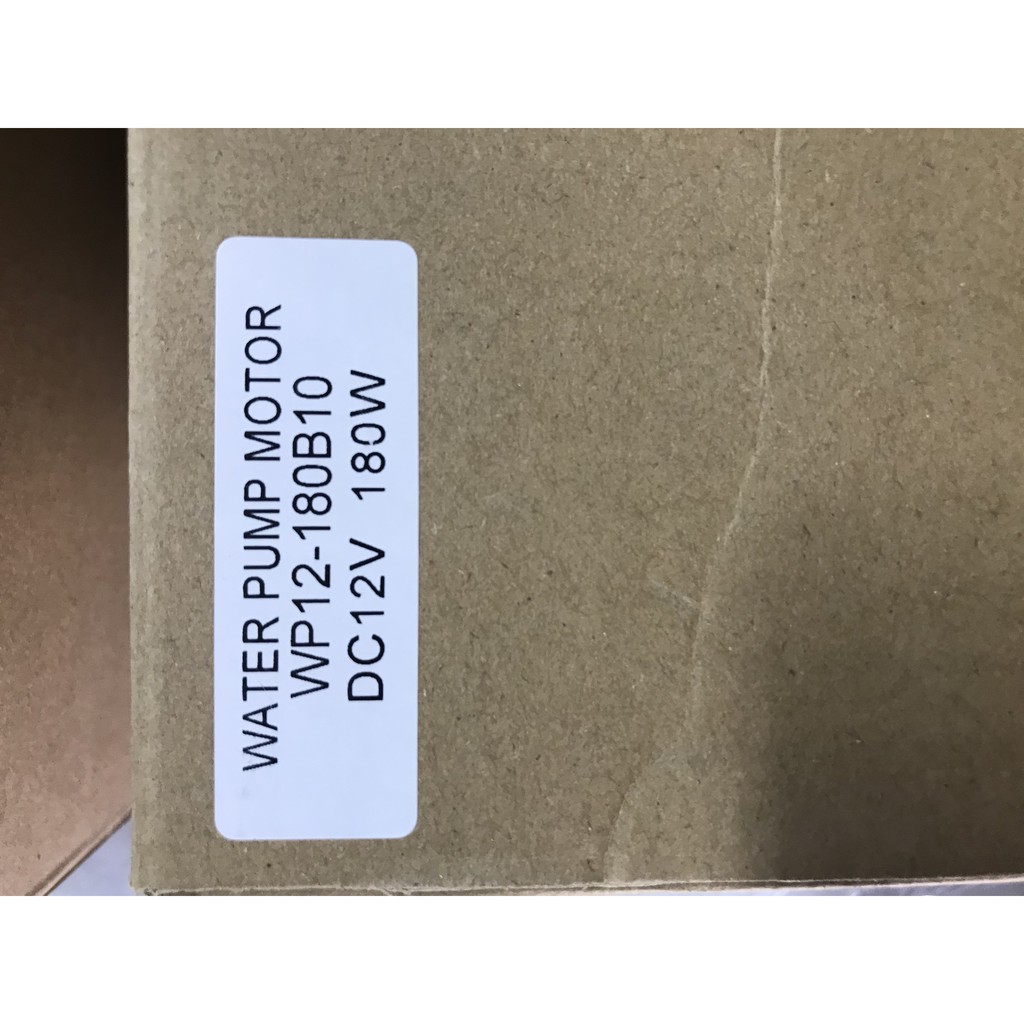 WATER PUMP MOTOR
WP12-180B10
DC12V 180W